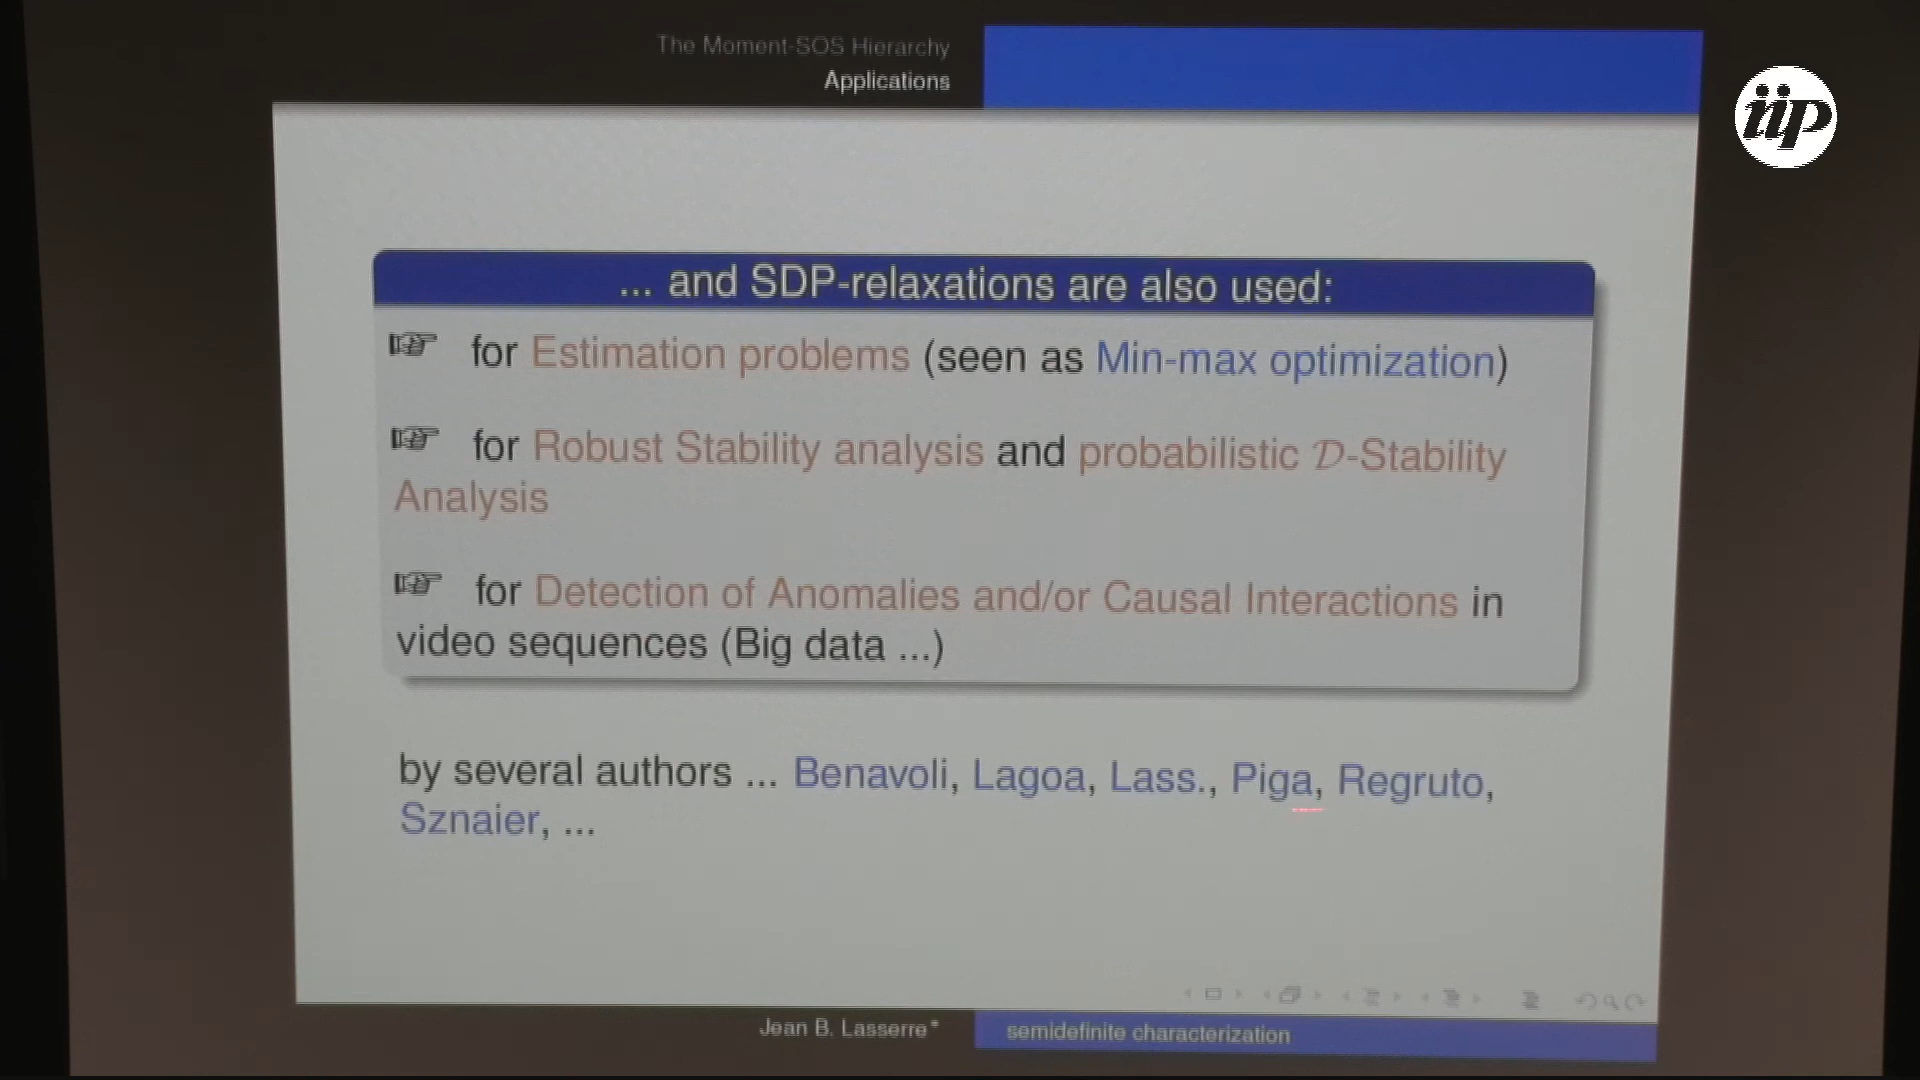 The Moment-SOS Hierarchy
Applications
iip
... and SDP-relaxations are also used:
☞ for Estimation problems (seen as Min-max optimization)
☞ for Robust Stability analysis and probabilistic 𝒟-Stability
Analysis
☞ for Detection of Anomalies and/or Causal Interactions in
video sequences (Big data ...)
by several authors ... Benavoli, Lagoa, Lass., Piga, Regruto,
Sznaier, ...
Jean B. Lasserre*
semidefinite characterization